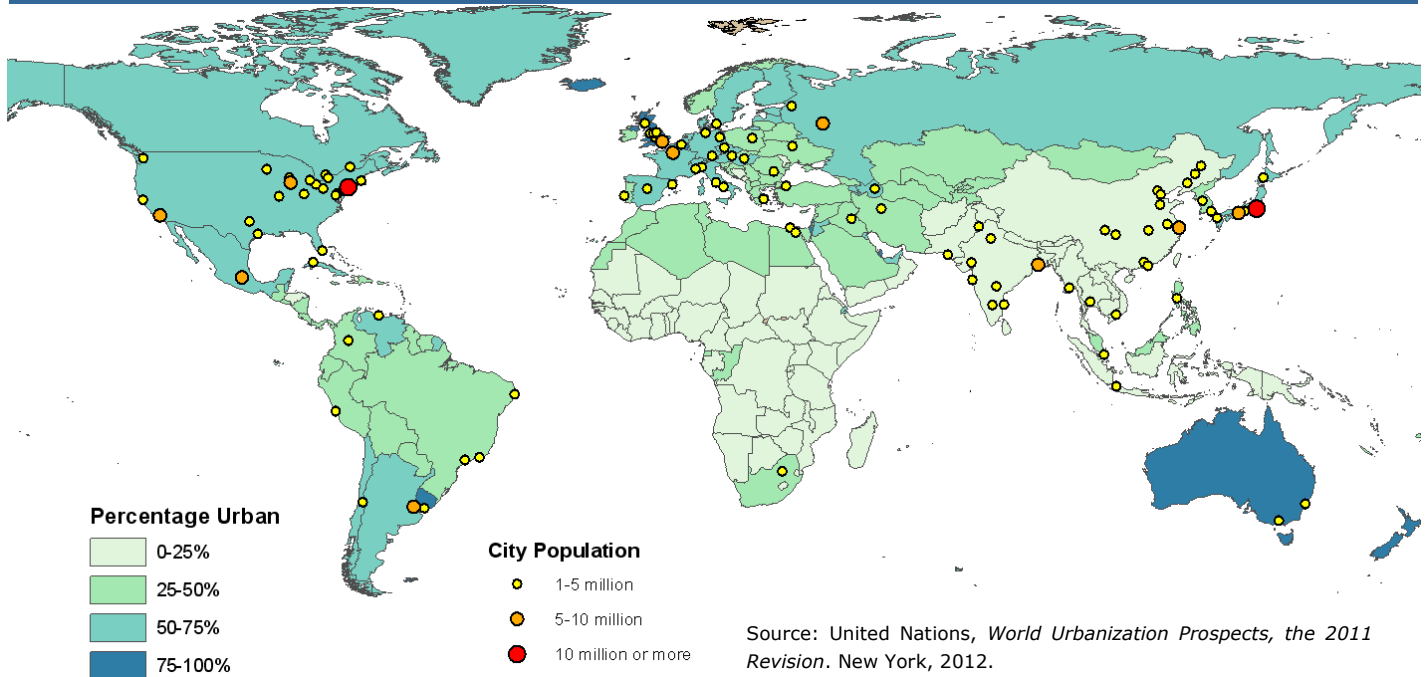 Percentage Urban
0-25%
25-50%
50-75%
75-100%
City Population
1-5 million
5-10 million
10 million or more
Source: United Nations, World Urbanization Prospects, the 2011
Revision. New York, 2012.